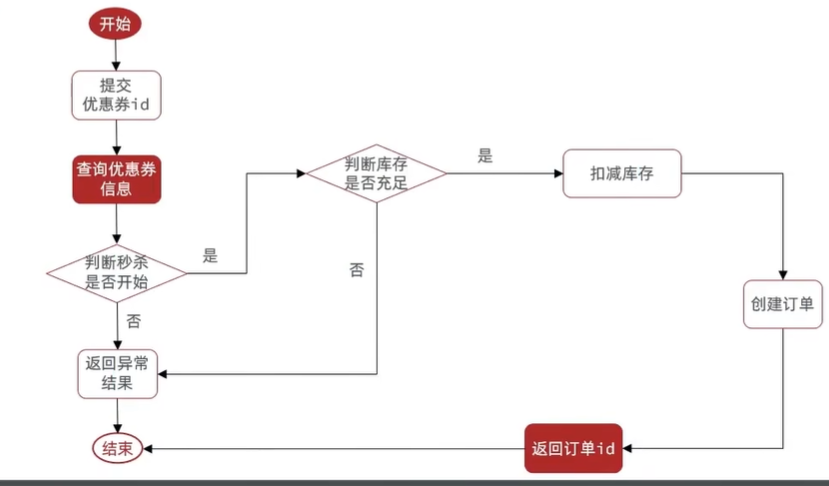 开始
提交
优惠券id
查询优惠券
信息
判断秒杀
是否开始
是
否
判断库存
是否充足
是
否
扣减库存
创建订单
返回异常
结果
返回订单id
结束